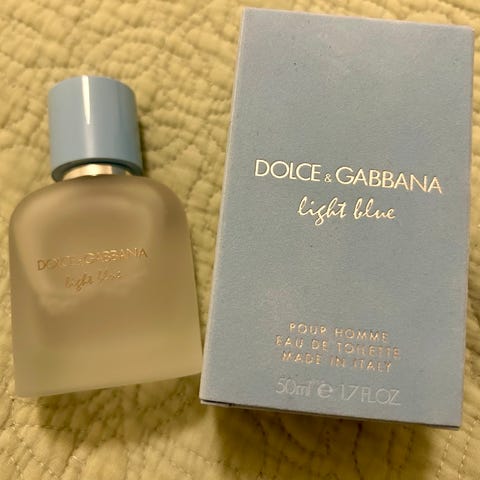 DOLCE & GABBANA
light blue
DOLCE & GABBANA
light blue
POUR HOMME
EAU DE TOILETTE
MADE IN ITALY
50ml ℮ 1.7 FL.OZ